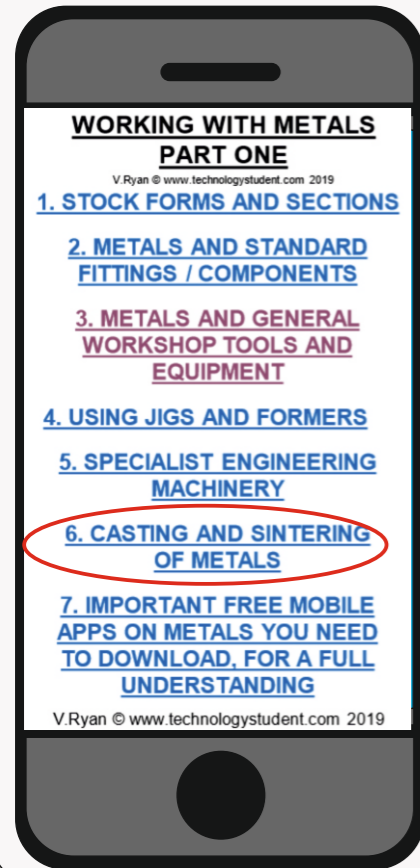 WORKING WITH METALS
PART ONE
V.Ryan © www.technologystudent.com 2019
1. STOCK FORMS AND SECTIONS
2. METALS AND STANDARD
FITTINGS / COMPONENTS
3. METALS AND GENERAL
WORKSHOP TOOLS AND
EQUIPMENT
4. USING JIGS AND FORMERS
5. SPECIALIST ENGINEERING
MACHINERY
6. CASTING AND SINTERING
OF METALS
7. IMPORTANT FREE MOBILE
APPS ON METALS YOU NEED
TO DOWNLOAD, FOR A FULL
UNDERSTANDING
V.Ryan © www.technologystudent.com 2019